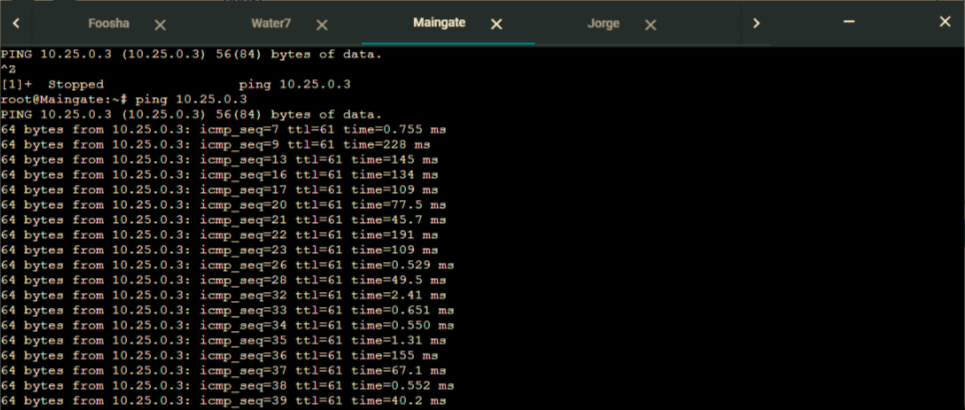 Foosha Water7 Maingate Jorge
PING 10.25.0.3 (10.25.0.3) 56(84) bytes of data.
^Z
[1]+  Stopped                 ping 10.25.0.3
root@Maingate:~# ping 10.25.0.3
PING 10.25.0.3 (10.25.0.3) 56(84) bytes of data.
64 bytes from 10.25.0.3: icmp_seq=7 ttl=61 time=0.755 ms
64 bytes from 10.25.0.3: icmp_seq=9 ttl=61 time=228 ms
64 bytes from 10.25.0.3: icmp_seq=13 ttl=61 time=145 ms
64 bytes from 10.25.0.3: icmp_seq=16 ttl=61 time=134 ms
64 bytes from 10.25.0.3: icmp_seq=17 ttl=61 time=109 ms
64 bytes from 10.25.0.3: icmp_seq=20 ttl=61 time=77.5 ms
64 bytes from 10.25.0.3: icmp_seq=21 ttl=61 time=45.7 ms
64 bytes from 10.25.0.3: icmp_seq=22 ttl=61 time=191 ms
64 bytes from 10.25.0.3: icmp_seq=23 ttl=61 time=109 ms
64 bytes from 10.25.0.3: icmp_seq=26 ttl=61 time=0.529 ms
64 bytes from 10.25.0.3: icmp_seq=28 ttl=61 time=49.5 ms
64 bytes from 10.25.0.3: icmp_seq=32 ttl=61 time=2.41 ms
64 bytes from 10.25.0.3: icmp_seq=33 ttl=61 time=0.651 ms
64 bytes from 10.25.0.3: icmp_seq=34 ttl=61 time=0.550 ms
64 bytes from 10.25.0.3: icmp_seq=35 ttl=61 time=1.31 ms
64 bytes from 10.25.0.3: icmp_seq=36 ttl=61 time=155 ms
64 bytes from 10.25.0.3: icmp_seq=37 ttl=61 time=67.1 ms
64 bytes from 10.25.0.3: icmp_seq=38 ttl=61 time=0.552 ms
64 bytes from 10.25.0.3: icmp_seq=39 ttl=61 time=40.2 ms